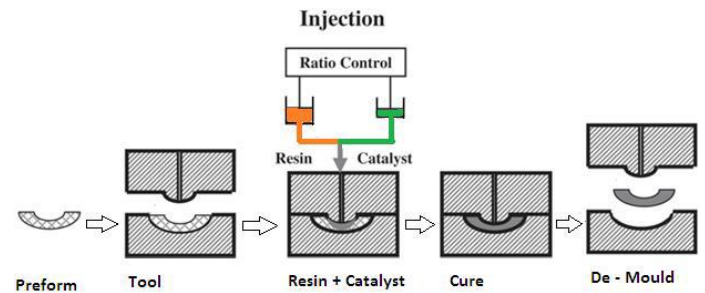 Injection
Ratio Control
Resin
Catalyst
Preform
Tool
Resin + Catalyst
Cure
De - Mould